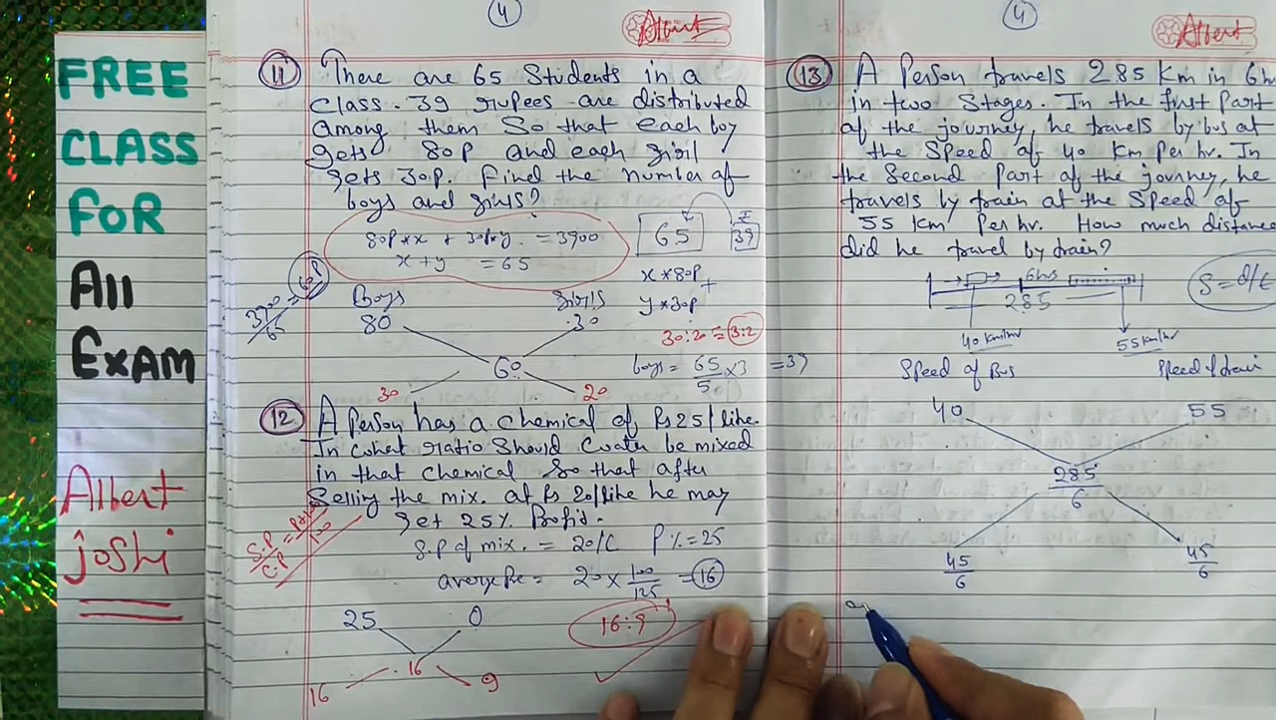 FREE
CLASS
FOR
All
EXAM
Albert
joshi
4
Albert
11 There are 65 Students in a
Class. 39 rupees are distributed
among them So that each boy
gets 80P and each girl
gets 30P. Find the number of
boys and girls?
80P*x + 30P*y = 3900
x+y = 65
65
₹
39
x*80P +
y*30P
3900/65 = 60P
Boys
Girls
80
30
60
30
20
30:20 = 3:2
boys = 65/5 x3 = 39
12 A Person has a chemical of Rs 25/litre.
In what ratio Should water be mixed
in that chemical So that after
Selling the mix. at Rs 20/litre he may
get 25% Profit.
S.P of mix. = 20/L P% = 25
20 x 100/125 = 16
25
0
16
16
9
16:9
4
Albert
13 A Person travels 285 Km in 6hr
in two Stages. In the first Part
of the journey, he travels by bus at
the Speed of 40 Km Per hr. In
the Second Part of the journey, he
travels by train at the Speed of
55 Km Per hr. How much distance
did he travel by train?
6hrs
285
S=d/t
40 km/hr
55km/hr
Speed of Bus
Speed of train
40
55
285/6
45/6
45/6